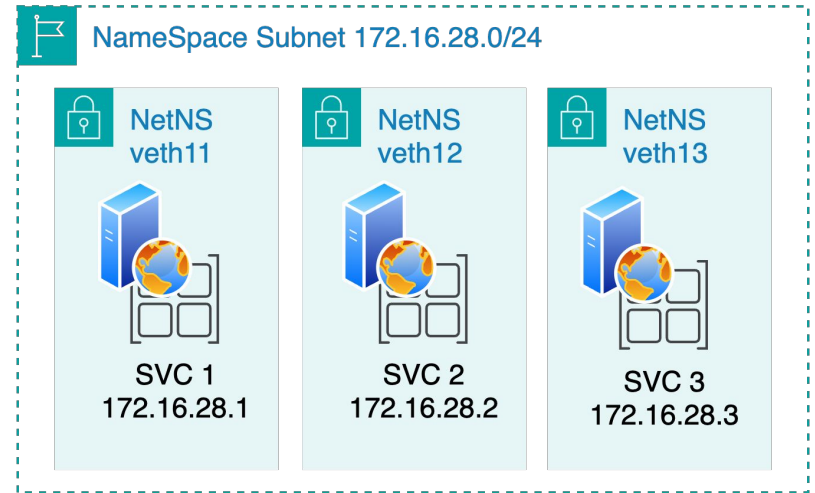 NameSpace Subnet 172.16.28.0/24
NetNS
veth11
SVC 1
172.16.28.1
NetNS
veth12
SVC 2
172.16.28.2
NetNS
veth13
SVC 3
172.16.28.3